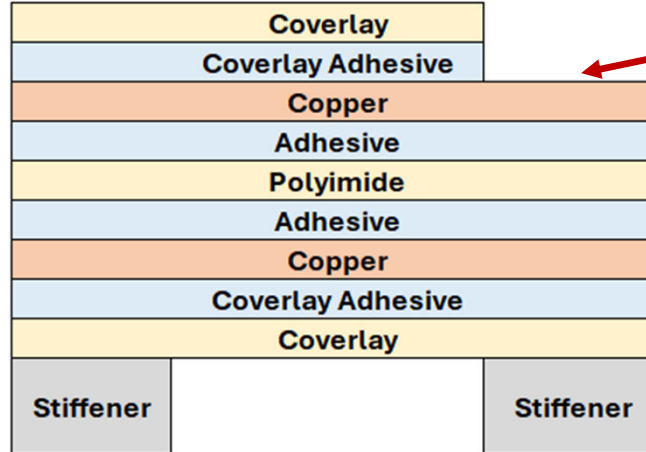 Coverlay
Coverlay Adhesive
Copper
Adhesive
Polyimide
Adhesive
Copper
Coverlay Adhesive
Coverlay
Stiffener Stiffener